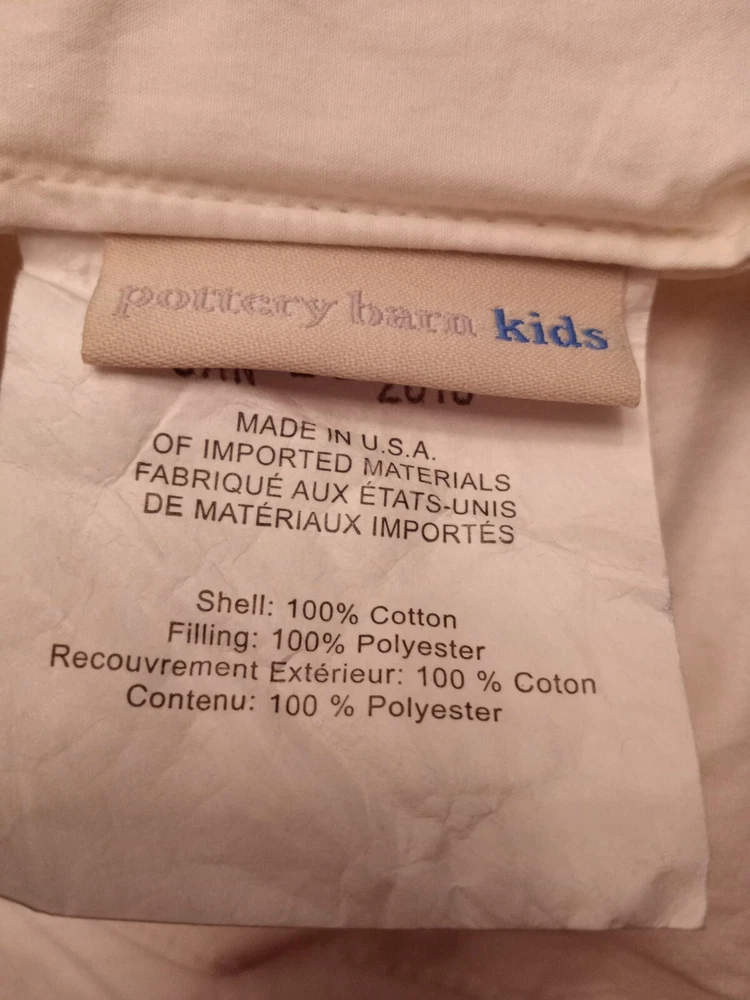 pottery barn kids
MADE IN U.S.A.
OF IMPORTED MATERIALS
FABRIQUÉ AUX ÉTATS-UNIS
DE MATÉRIAUX IMPORTÉS
Shell: 100% Cotton
Filling: 100% Polyester
Recouvrement Extérieur: 100 % Coton
Contenu: 100 % Polyester